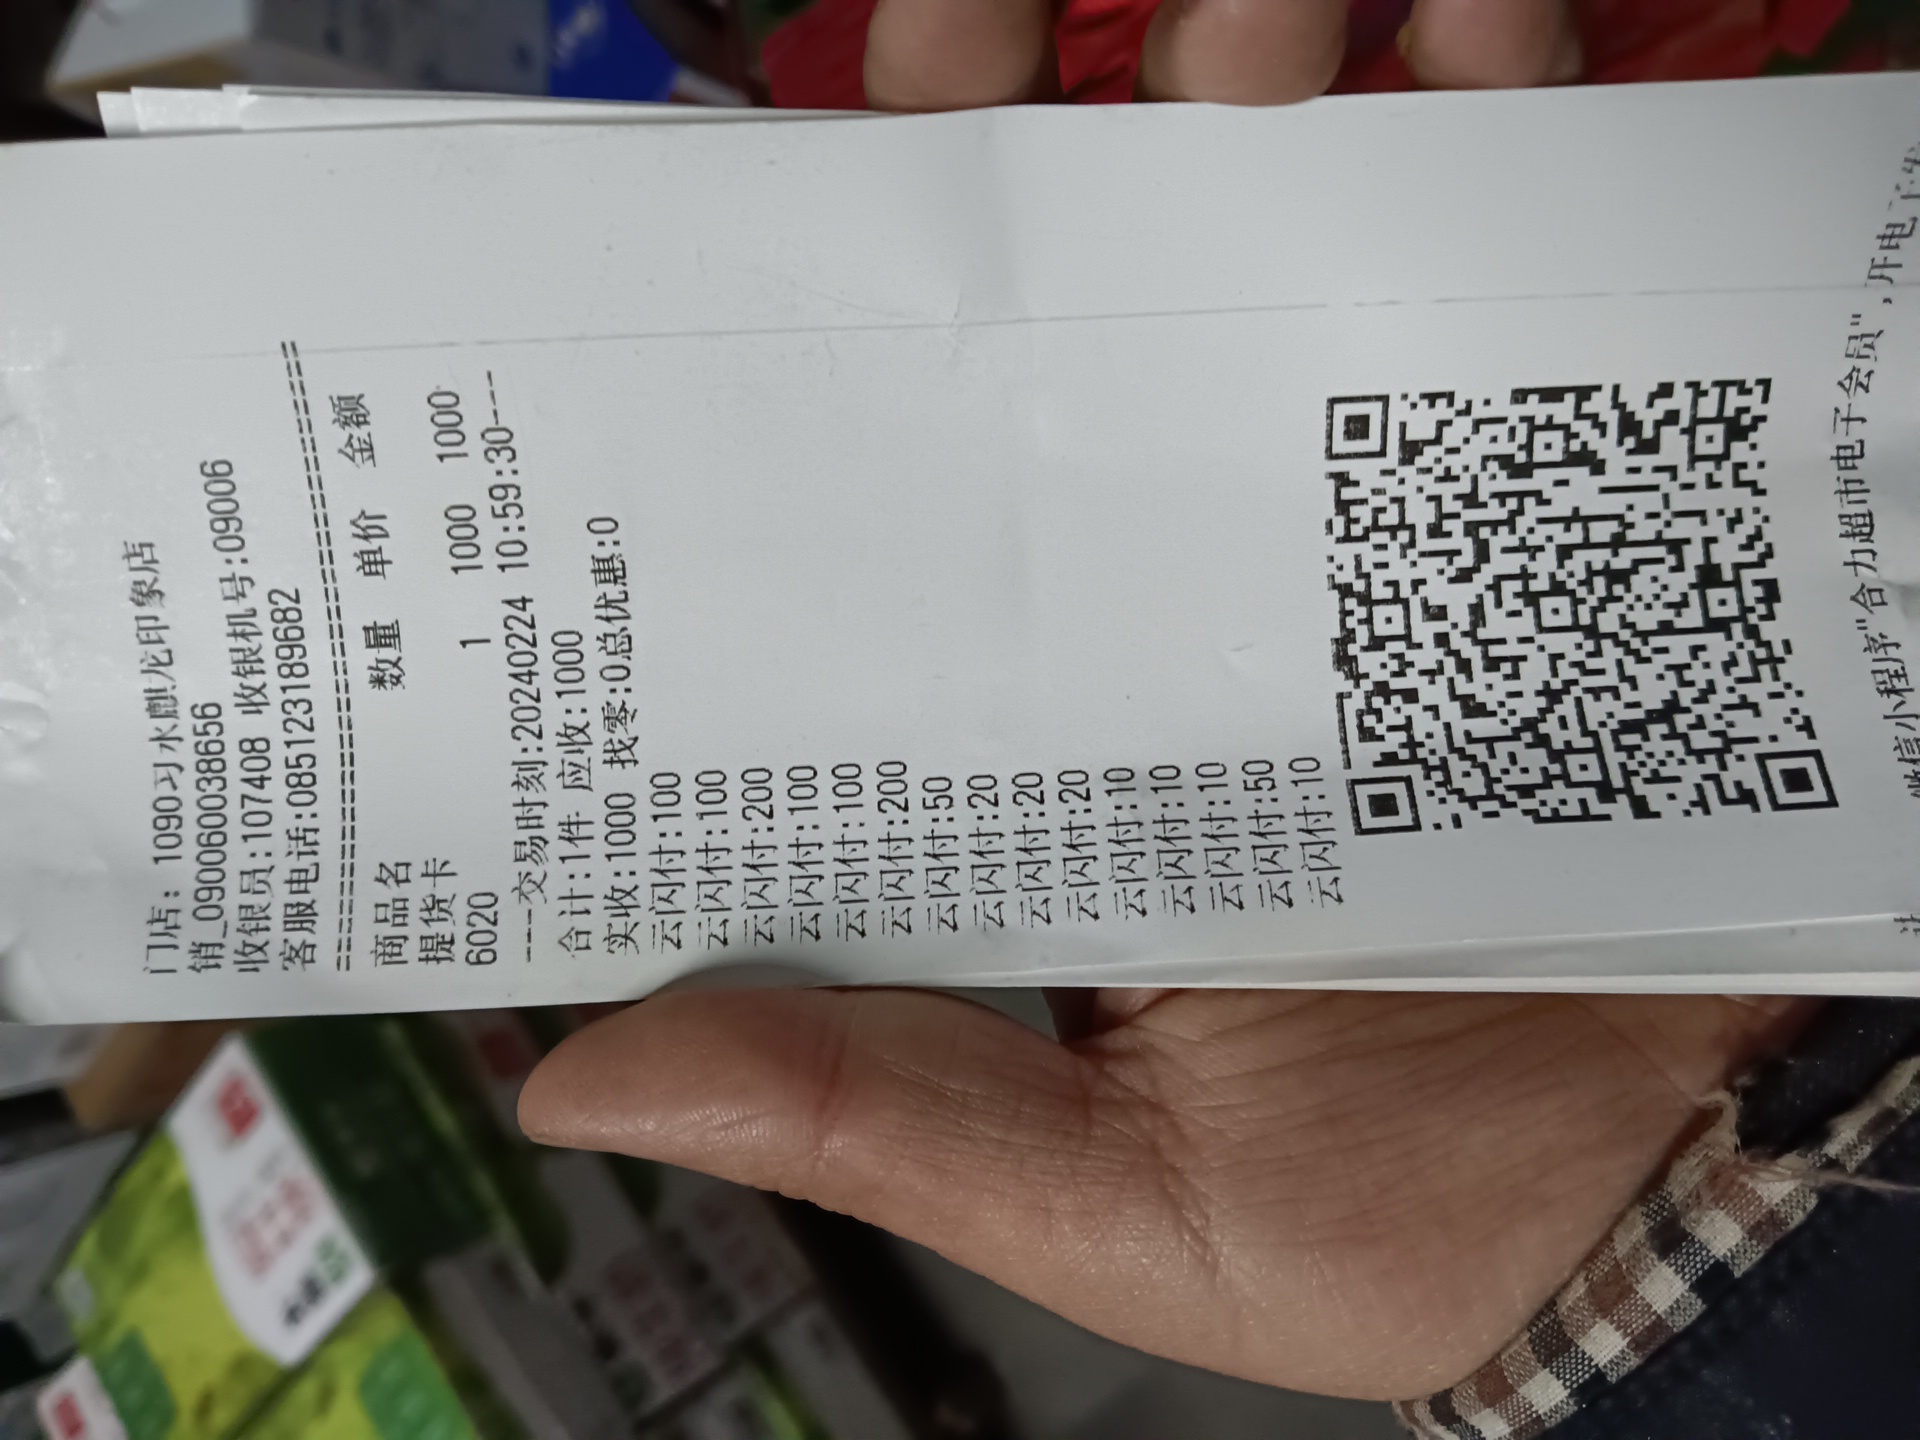 门店: 1090习水麒龙印象店
销_090060038656
收银员:107408 收银机号:09006
客服电话:085123189682
==========================================
商品名 数量 单价 金额
提货卡
6020 1 1000 1000
----交易时刻:20240224 10:59:30---
合计:1件 应收:1000
实收:1000 找零:0总优惠:0
云闪付:100
云闪付:100
云闪付:200
云闪付:100
云闪付:100
云闪付:200
云闪付:50
云闪付:20
云闪付:20
云闪付:20
云闪付:10
云闪付:10
云闪付:10
云闪付:50
云闪付:10
微信小程序"合力超市电子会员",开电子发